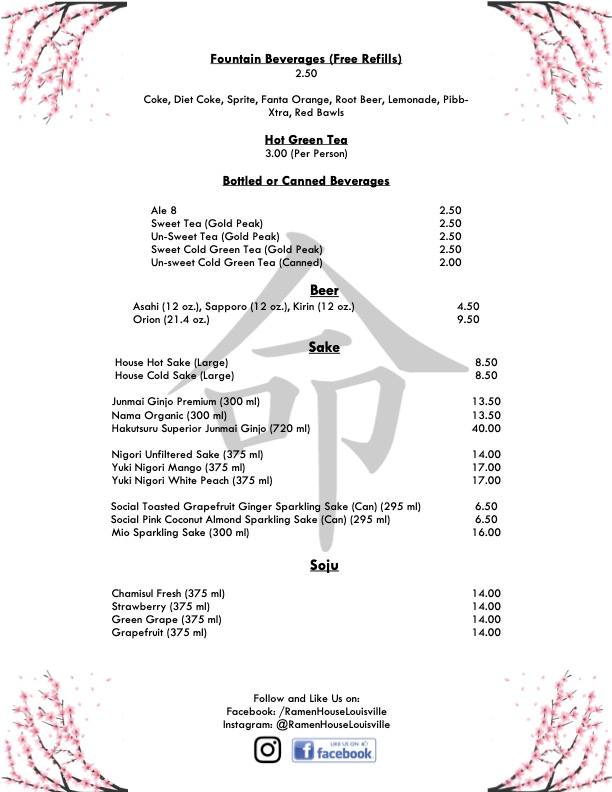 Fountain Beverages (Free Refills)
2.50
Coke, Diet Coke, Sprite, Fanta Orange, Root Beer, Lemonade, Pibb-
Xtra, Red Bawls
Hot Green Tea
3.00 (Per Person)
Bottled or Canned Beverages
Ale 8 2.50
Sweet Tea (Gold Peak) 2.50
Un-Sweet Tea (Gold Peak) 2.50
Sweet Cold Green Tea (Gold Peak) 2.50
Un-sweet Cold Green Tea (Canned) 2.00
命
Beer
Asahi (12 oz.), Sapporo (12 oz.), Kirin (12 oz.) 4.50
Orion (21.4 oz.) 9.50
Sake
House Hot Sake (Large) 8.50
House Cold Sake (Large) 8.50
Junmai Ginjo Premium (300 ml) 13.50
Nama Organic (300 ml) 13.50
Hakutsuru Superior Junmai Ginjo (720 ml) 40.00
Nigori Unfiltered Sake (375 ml) 14.00
Yuki Nigori Mango (375 ml) 17.00
Yuki Nigori White Peach (375 ml) 17.00
Social Toasted Grapefruit Ginger Sparkling Sake (Can) (295 ml) 6.50
Social Pink Coconut Almond Sparkling Sake (Can) (295 ml) 6.50
Mio Sparkling Sake (300 ml) 16.00
Soju
Chamisul Fresh (375 ml) 14.00
Strawberry (375 ml) 14.00
Green Grape (375 ml) 14.00
Grapefruit (375 ml) 14.00
Follow and Like Us on:
Facebook: /RamenHouseLouisville
Instagram: @RamenHouseLouisville
LIKE US ON
facebook